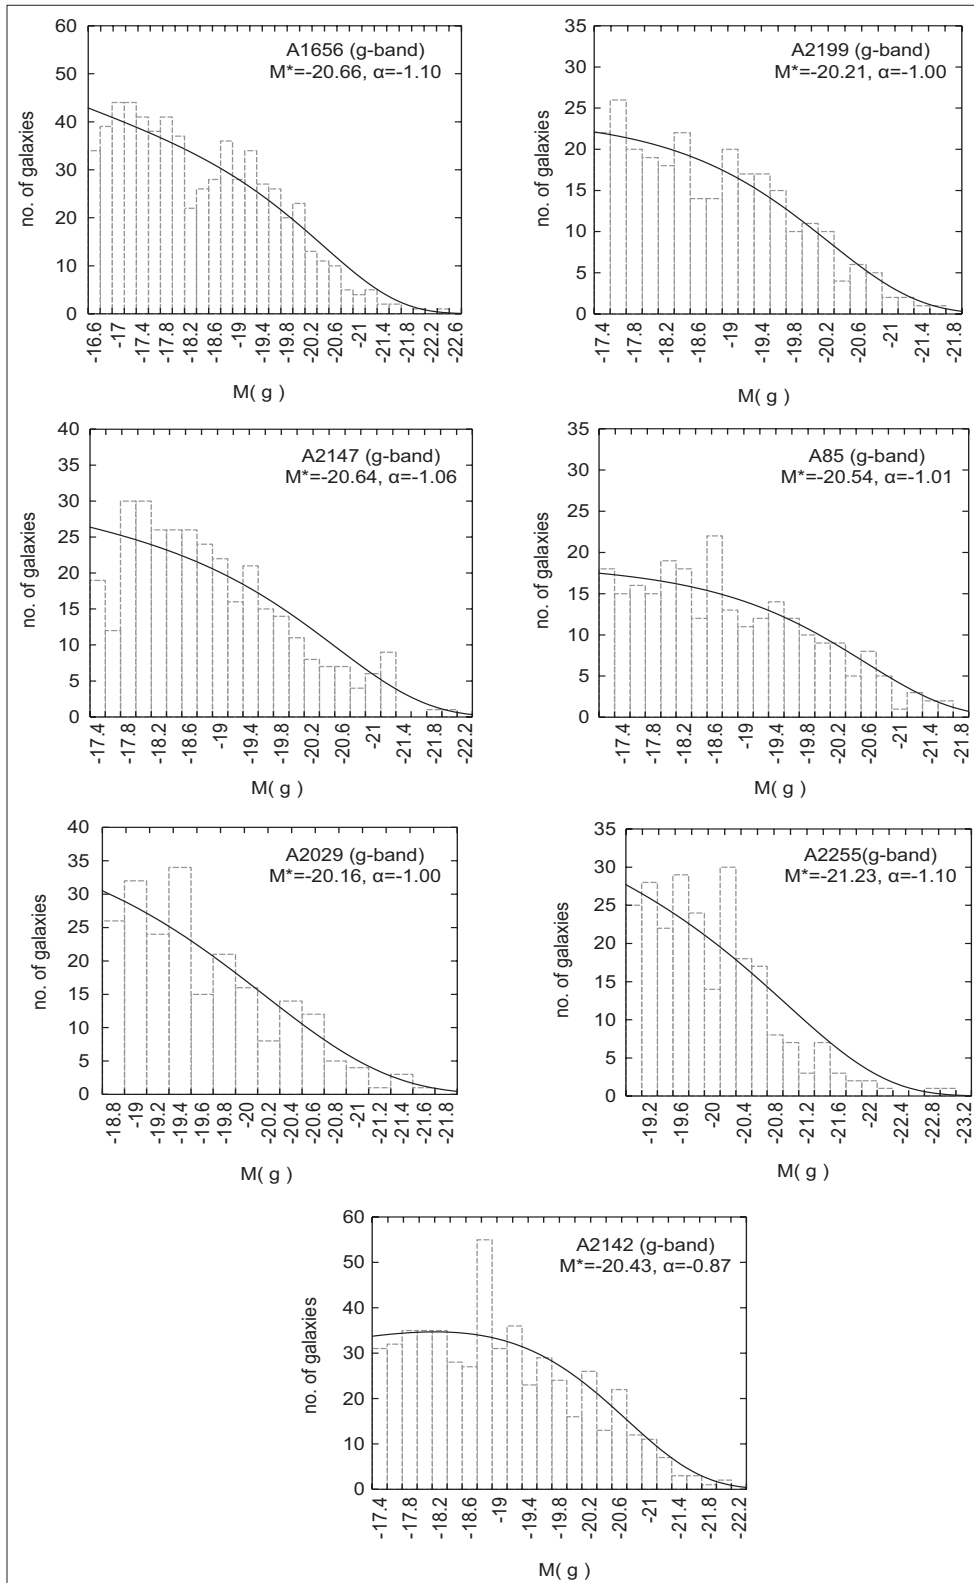 A1656 (g-band)
M*=-20.66, α=-1.10
no. of galaxies
60
50
40
30
20
10
0
-16.6 -17 -17.4 -17.8 -18.2 -18.6 -19 -19.4 -19.8 -20.2 -20.6 -21 -21.4 -21.8 -22.2 -22.6
M( g )
A2199 (g-band)
M*=-20.21, α=-1.00
no. of galaxies
35
30
25
20
15
10
5
0
-17.4 -17.8 -18.2 -18.6 -19 -19.4 -19.8 -20.2 -20.6 -21 -21.4 -21.8
M( g )
A2147 (g-band)
M*=-20.64, α=-1.06
no. of galaxies
40
35
30
25
20
15
10
5
0
-17.4 -17.8 -18.2 -18.6 -19 -19.4 -19.8 -20.2 -20.6 -21 -21.4 -21.8 -22.2
M( g )
A85 (g-band)
M*=-20.54, α=-1.01
no. of galaxies
35
30
25
20
15
10
5
0
-17.4 -17.8 -18.2 -18.6 -19 -19.4 -19.8 -20.2 -20.6 -21 -21.4 -21.8
M( g )
A2029 (g-band)
M*=-20.16, α=-1.00
no. of galaxies
40
35
30
25
20
15
10
5
0
-18.8 -19 -19.2 -19.4 -19.6 -19.8 -20 -20.2 -20.4 -20.6 -20.8 -21 -21.2 -21.4 -21.6 -21.8
M( g )
A2255(g-band)
M*=-21.23, α=-1.10
no. of galaxies
35
30
25
20
15
10
5
0
-19.2 -19.6 -20 -20.4 -20.8 -21.2 -21.6 -22 -22.4 -22.8 -23.2
M( g )
A2142 (g-band)
M*=-20.43, α=-0.87
no. of galaxies
60
50
40
30
20
10
0
-17.4 -17.8 -18.2 -18.6 -19 -19.4 -19.8 -20.2 -20.6 -21 -21.4 -21.8 -22.2
M( g )